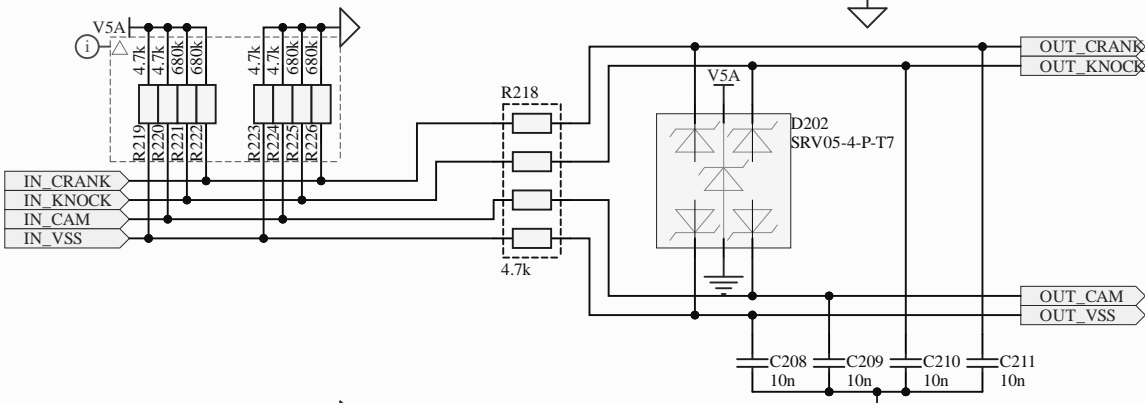 V5A
i
4.7k
4.7k
680k
680k
4.7k
4.7k
680k
680k
R219
R220
R221
R222
R223
R224
R225
R226
R218
4.7k
IN_CRANK
IN_KNOCK
IN_CAM
IN_VSS
V5A
D202
SRV05-4-P-T7
OUT_CRANK
OUT_KNOCK
OUT_CAM
OUT_VSS
C208
10n
C209
10n
C210
10n
C211
10n